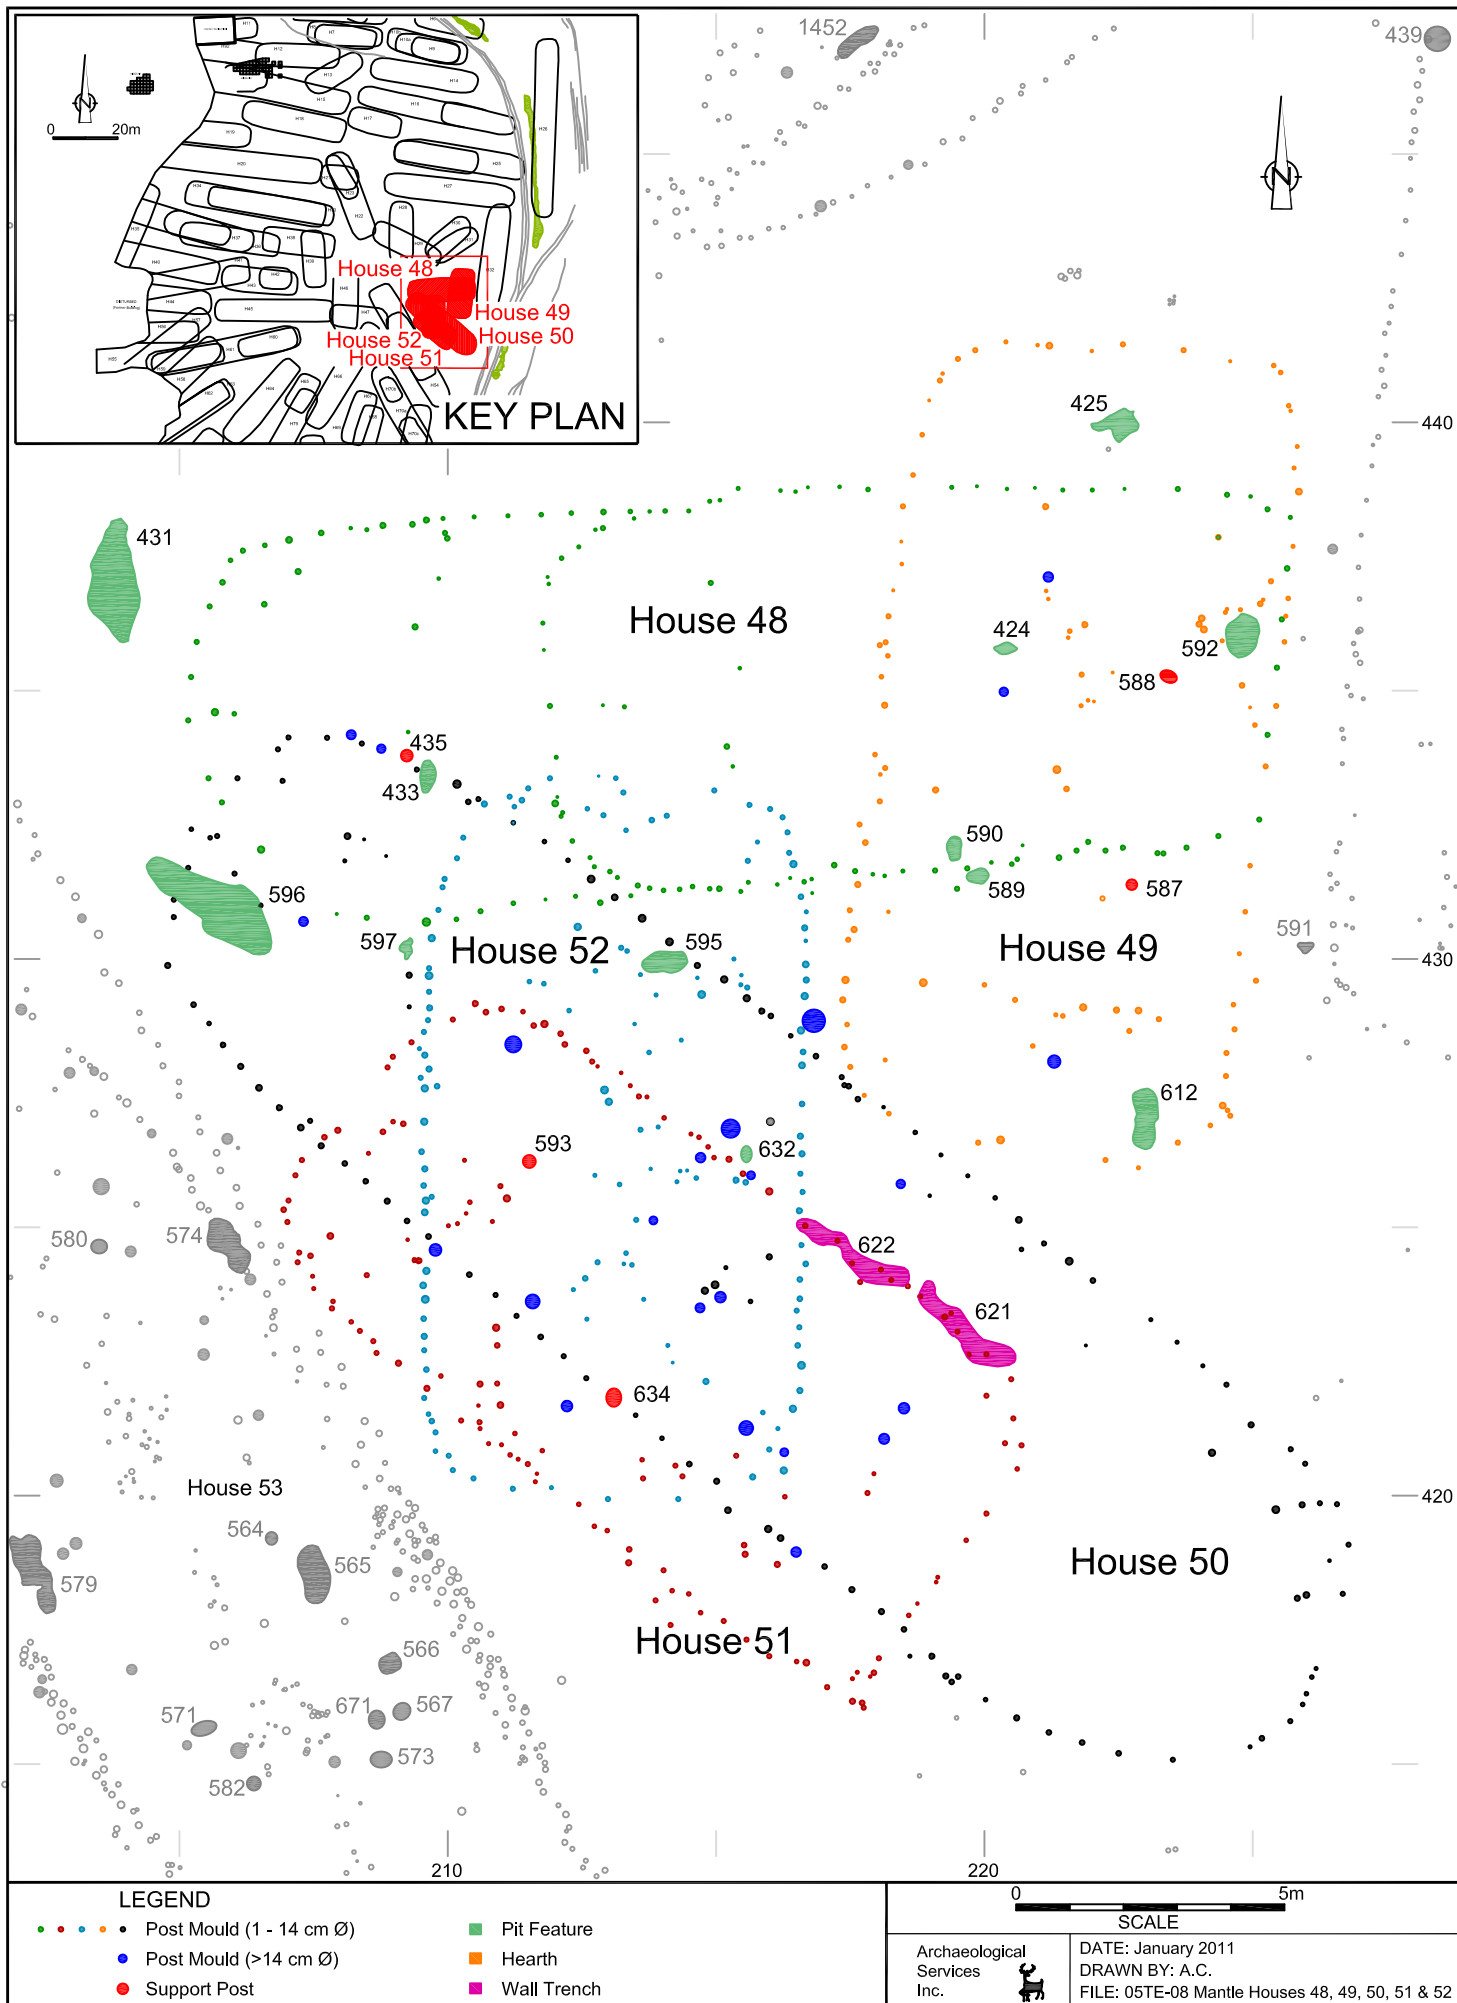 N
0 20m
House 48
House 49
House 52
House 50
House 51
KEY PLAN
1452
439
N
425
440
431
House 48
424
592
588
435
433
590
589
587
596
597
House 52
595
House 49
591
430
612
593
632
580
574
622
621
634
House 53
420
564
565
579
House 50
House 51
566
571
671
567
573
582
210
220
LEGEND
Post Mould (1 - 14 cm Ø)
Post Mould (>14 cm Ø)
Support Post
Pit Feature
Hearth
Wall Trench
0 5m
SCALE
Archaeological
Services
Inc.
DATE: January 2011
DRAWN BY: A.C.
FILE: 05TE-08 Mantle Houses 48, 49, 50, 51 & 52